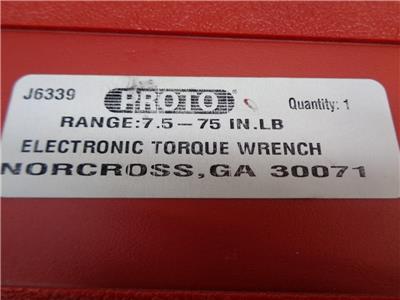 J6339 PROTO Quantity: 1
RANGE:7.5-75 IN.LB
ELECTRONIC TORQUE WRENCH
NORCROSS,GA 30071